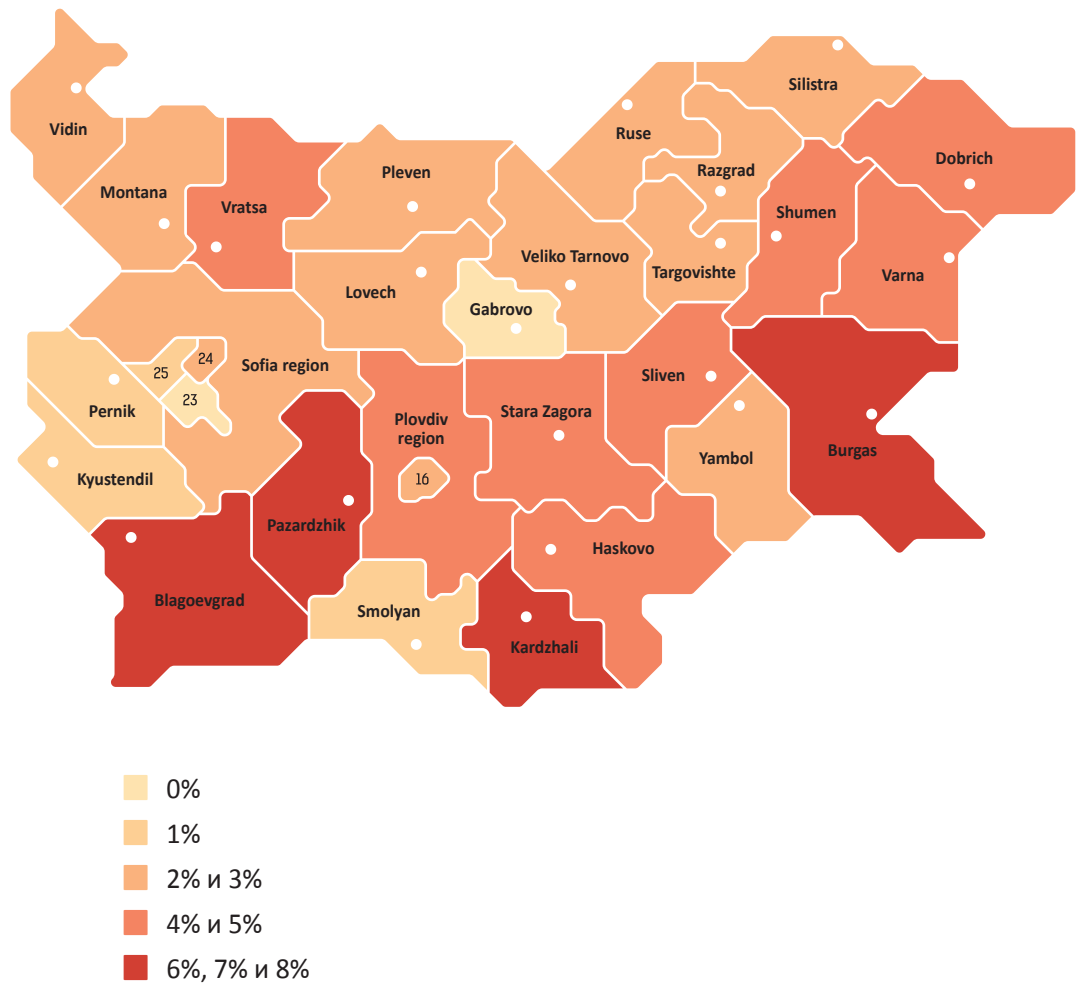 Silistra
Vidin
Ruse
Dobrich
Pleven
Razgrad
Montana
Vratsa
Shumen
Veliko Tarnovo
Targovishte
Varna
Lovech
Gabrovo
24
25
Sofia region
Sliven
23
Pernik
Stara Zagora
Plovdiv
region
Burgas
Yambol
Kyustendil
16
Pazardzhik
Haskovo
Blagoevgrad
Smolyan
Kardzhali
0%
1%
2% и 3%
4% и 5%
6%, 7% и 8%